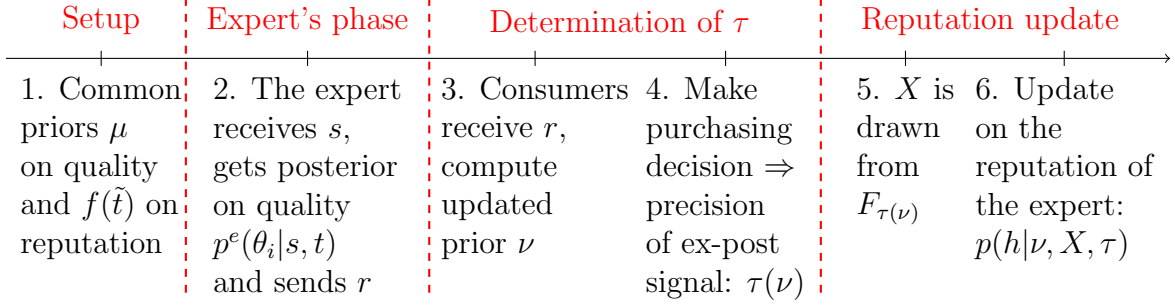 Setup
Expert's phase
Determination of τ
Reputation update
1. Common
priors μ
on quality
and f(t̃) on
reputation
2. The expert
receives s,
gets posterior
on quality
pᵉ(θᵢ|s, t)
and sends r
3. Consumers
receive r,
compute
updated
prior ν
4. Make
purchasing
decision ⇒
precision
of ex-post
signal: τ(ν)
5. X is
drawn
from
F_{τ(ν)}
6. Update
on the
reputation of
the expert:
p(h|ν, X, τ)